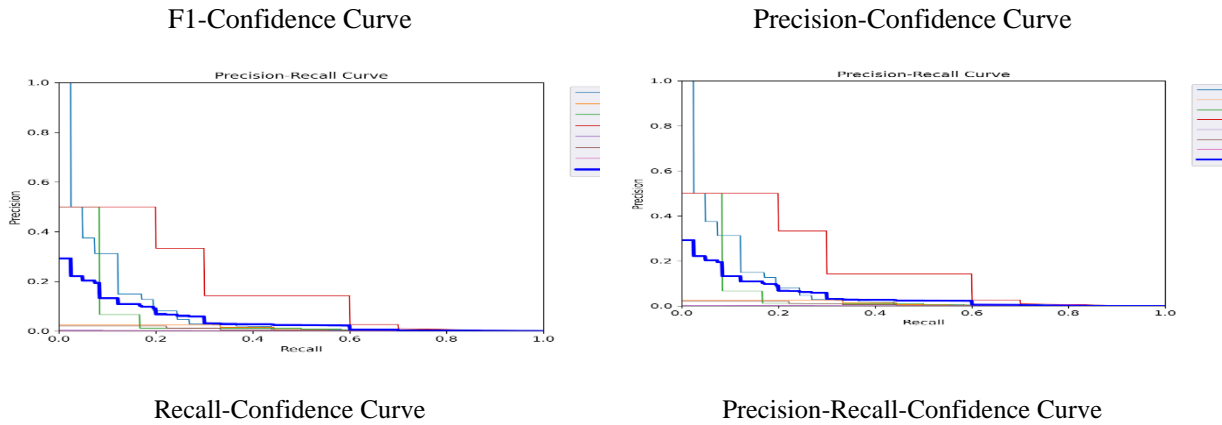 F1-Confidence Curve
Precision-Confidence Curve
Precision-Recall Curve
1.0
0.8
0.6
0.4
0.2
0.0
Precision
0.0 0.2 0.4 0.6 0.8 1.0
Recall
Precision-Recall Curve
1.0
0.8
0.6
0.4
0.2
0.0
Precision
0.0 0.2 0.4 0.6 0.8 1.0
Recall
Recall-Confidence Curve
Precision-Recall-Confidence Curve